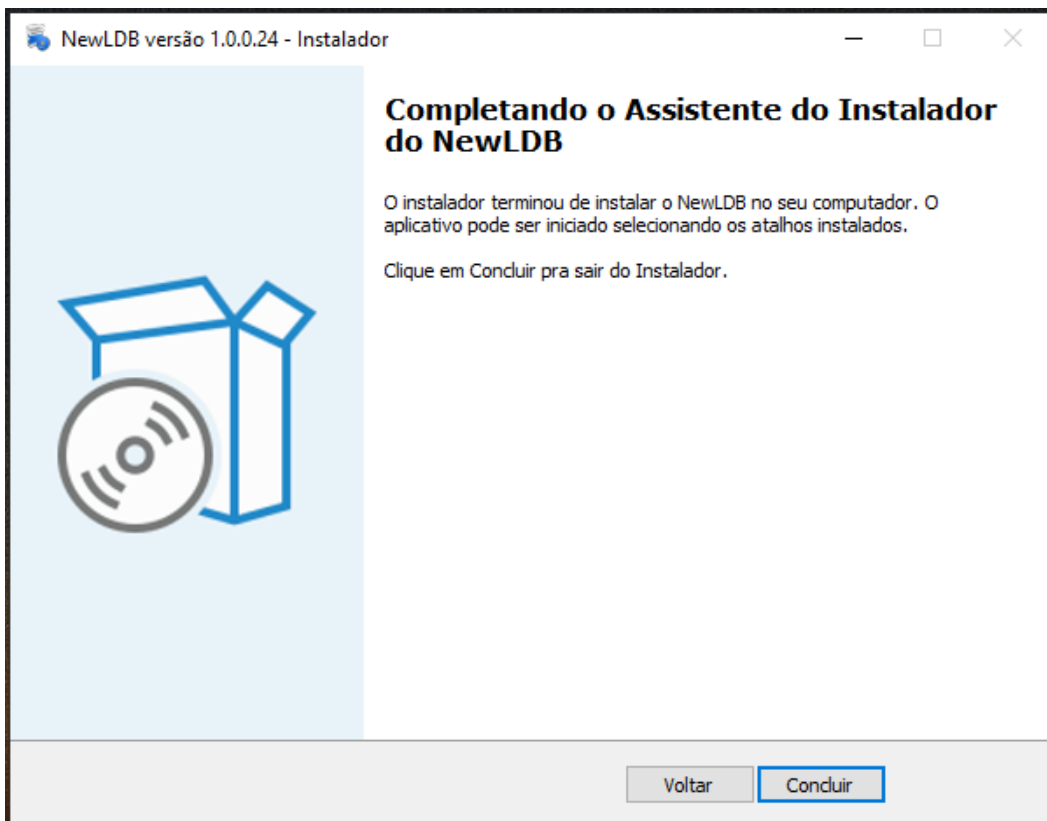 NewLDB versão 1.0.0.24 - Instalador
Completando o Assistente do Instalador
do NewLDB
O instalador terminou de instalar o NewLDB no seu computador. O
aplicativo pode ser iniciado selecionando os atalhos instalados.
Clique em Concluir pra sair do Instalador.
Voltar
Concluir